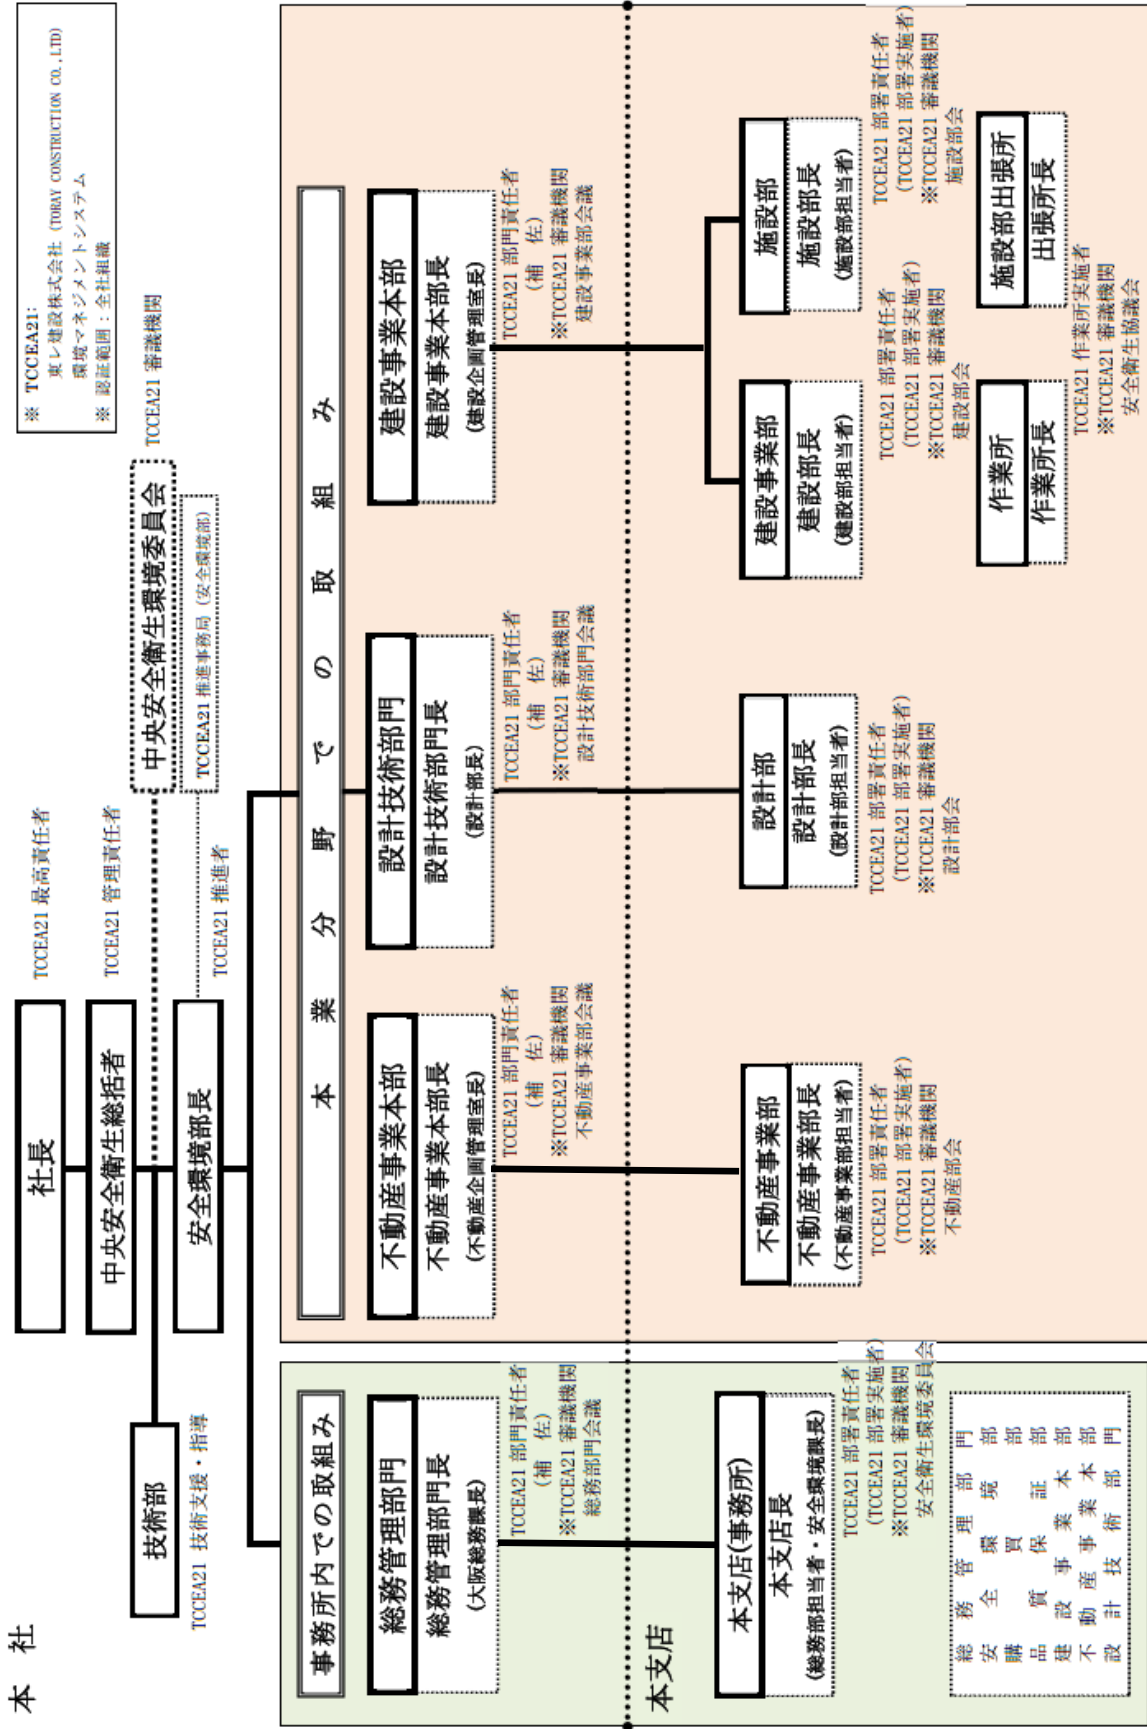 本 社
※ TCCEA21:
東レ建設株式会社 (TORAY CONSTRUCTION CO.,LTD)
環境マネジメントシステム
※ 認証範囲：全社組織
社長
TCCEA21 最高責任者
中央安全衛生総括者
TCCEA21 管理責任者
中央安全衛生環境委員会
TCCEA21 審議機関
技術部
TCCEA21 技術支援・指導
安全環境部長
TCCEA21 推進者
TCCEA21 推進事務局（安全環境部）
事務所内での取組み
総務管理部門
総務管理部門長
(大阪総務課長)
TCCEA21 部門責任者
（補 佐）
※TCCEA21 審議機関
総務部門会議
本 業 分 野 で の 取 組 み
不動産事業本部
不動産事業本部長
(不動産企画管理室長)
TCCEA21 部門責任者
（補 佐）
※TCCEA21 審議機関
不動産事業部会議
設計技術部門
設計技術部門長
(設計部長)
TCCEA21 部門責任者
（補 佐）
※TCCEA21 審議機関
設計技術部門会議
建設事業本部
建設事業本部長
(建設企画管理室長)
TCCEA21 部門責任者
（補 佐）
※TCCEA21 審議機関
建設事業部会議
本支店
本支店(事務所)
本支店長
(総務部担当者・安全環境課長)
TCCEA21 部署責任者
(TCCEA21 部署実施者)
※TCCEA21 審議機関
安全衛生環境委員会
総務管理部門
安全環境部
購買部
品質保証部
建設事業本部
不動産事業本部
設計技術部門
不動産事業部
不動産事業部長
(不動産事業部担当者)
TCCEA21 部署責任者
(TCCEA21 部署実施者)
※TCCEA21 審議機関
不動産部会
設計部
設計部長
(設計部担当者)
TCCEA21 部署責任者
(TCCEA21 部署実施者)
※TCCEA21 審議機関
設計部会
建設事業部
建設部長
(建設部担当者)
TCCEA21 部署責任者
(TCCEA21 部署実施者)
※TCCEA21 審議機関
建設部会
施設部
施設部長
(施設部担当者)
TCCEA21 部署責任者
(TCCEA21 部署実施者)
※TCCEA21 審議機関
施設部会
作業所
作業所長
施設部出張所
出張所長
TCCEA21 作業所実施者
※TCCEA21 審議機関
安全衛生協議会